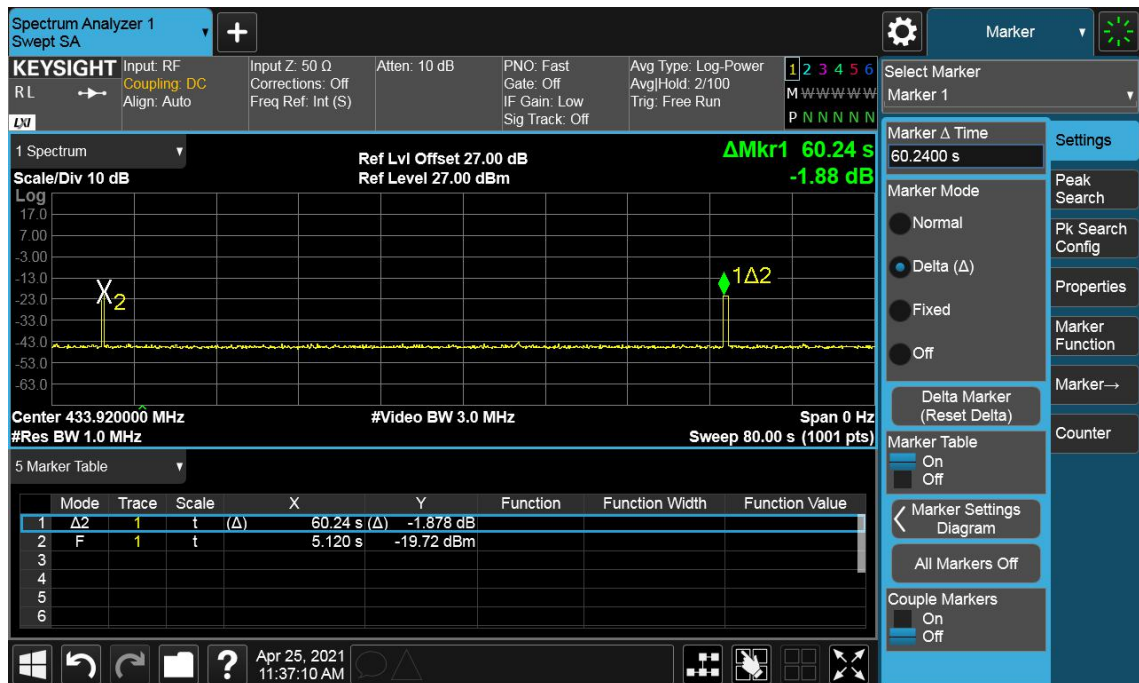 Spectrum Analyzer 1
Swept SA
+
Marker
KEYSIGHT
RL
LXI
Input: RF
Coupling: DC
Align: Auto
Input Z: 50 Ω
Corrections: Off
Freq Ref: Int (S)
Atten: 10 dB
PNO: Fast
Gate: Off
IF Gain: Low
Sig Track: Off
Avg Type: Log-Power
Avg|Hold: 2/100
Trig: Free Run
1 2 3 4 5 6
M W W W W W
P N N N N N
1 Spectrum
Scale/Div 10 dB
Ref Lvl Offset 27.00 dB
Ref Level 27.00 dBm
ΔMkr1 60.24 s
-1.88 dB
Log
17.0
7.00
-3.00
-13.0
-23.0
-33.0
-43.0
-53.0
-63.0
X2
1Δ2
Center 433.920000 MHz
#Res BW 1.0 MHz
#Video BW 3.0 MHz
Span 0 Hz
Sweep 80.00 s (1001 pts)
5 Marker Table
Mode Trace Scale X Y Function Function Width Function Value
1 Δ2 1 t (Δ) 60.24 s (Δ) -1.878 dB
2 F 1 t 5.120 s -19.72 dBm
3
4
5
6
?
Apr 25, 2021
11:37:10 AM
Select Marker
Marker 1
Marker Δ Time
60.2400 s
Marker Mode
Normal
Delta (Δ)
Fixed
Off
Delta Marker
(Reset Delta)
Marker Table
On
Off
Marker Settings
Diagram
All Markers Off
Couple Markers
On
Off
Settings
Peak
Search
Pk Search
Config
Properties
Marker
Function
Marker→
Counter